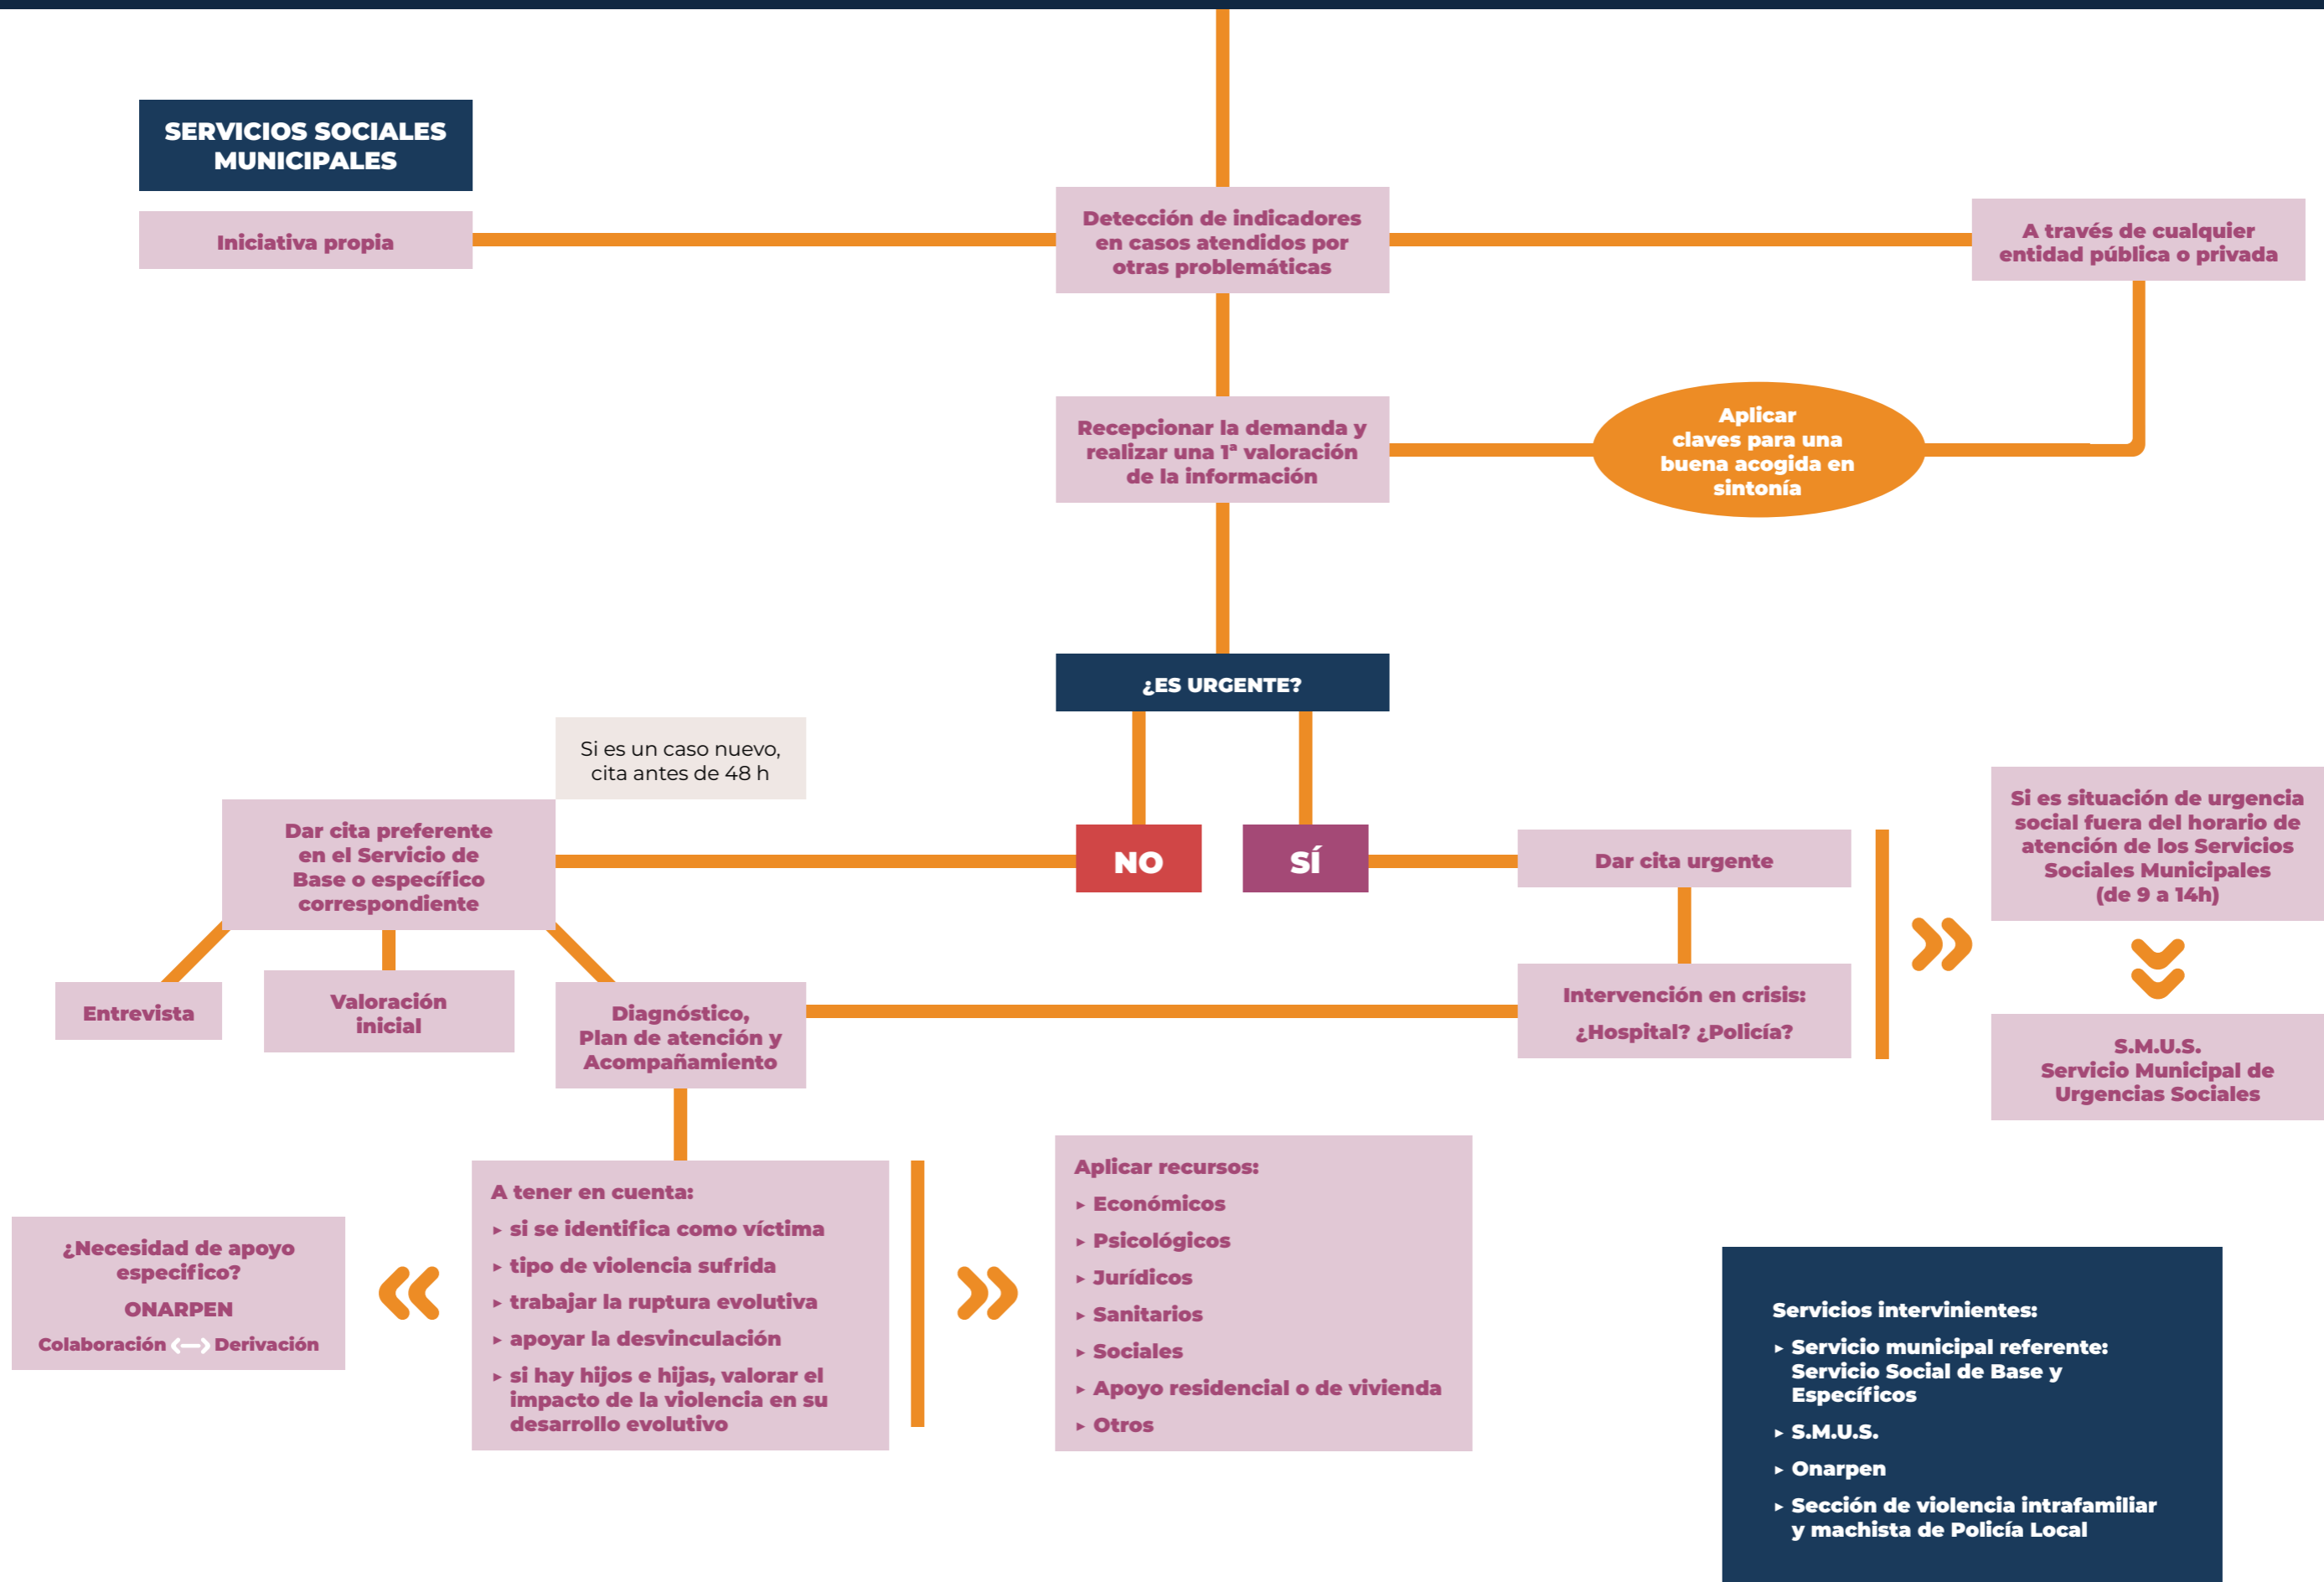 SERVICIOS SOCIALES
MUNICIPALES
Iniciativa propia
Detección de indicadores
en casos atendidos por
otras problemáticas
A través de cualquier
entidad pública o privada
Recepcionar la demanda y
realizar una 1ª valoración
de la información
Aplicar
claves para una
buena acogida en
sintonía
¿ES URGENTE?
Si es un caso nuevo,
cita antes de 48 h
Dar cita preferente
en el Servicio de
Base o específico
correspondiente
NO
SÍ
Dar cita urgente
Si es situación de urgencia
social fuera del horario de
atención de los Servicios
Sociales Municipales
(de 9 a 14h)
Entrevista
Valoración
inicial
Diagnóstico,
Plan de atención y
Acompañamiento
Intervención en crisis:
¿Hospital? ¿Policía?
S.M.U.S.
Servicio Municipal de
Urgencias Sociales
¿Necesidad de apoyo
específico?
ONARPEN
Colaboración <—> Derivación
A tener en cuenta:
▸ si se identifica como víctima
▸ tipo de violencia sufrida
▸ trabajar la ruptura evolutiva
▸ apoyar la desvinculación
▸ si hay hijos e hijas, valorar el
impacto de la violencia en su
desarrollo evolutivo
Aplicar recursos:
▸ Económicos
▸ Psicológicos
▸ Jurídicos
▸ Sanitarios
▸ Sociales
▸ Apoyo residencial o de vivienda
▸ Otros
Servicios intervinientes:
▸ Servicio municipal referente:
Servicio Social de Base y
Específicos
▸ S.M.U.S.
▸ Onarpen
▸ Sección de violencia intrafamiliar
y machista de Policía Local